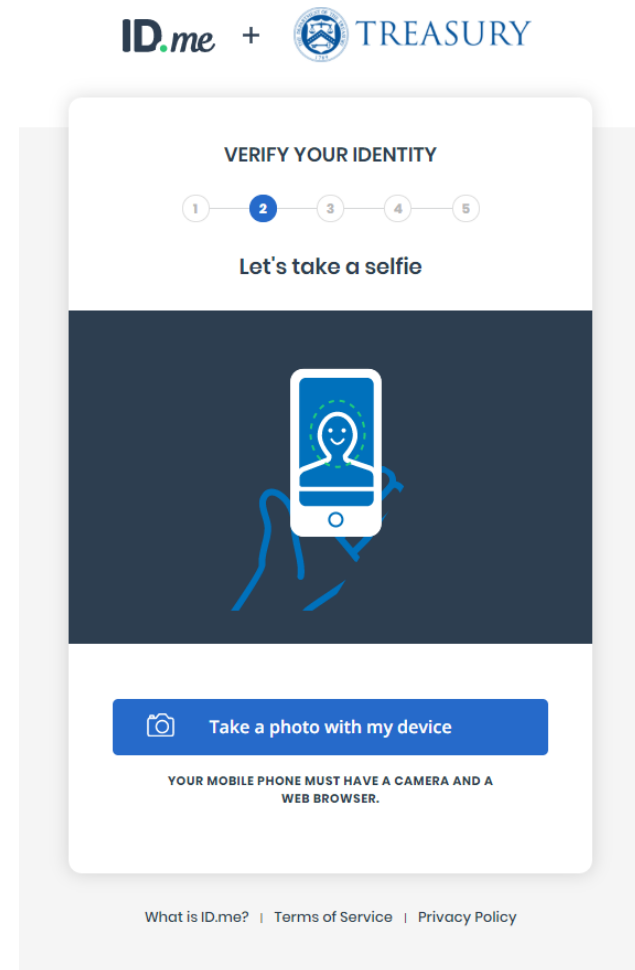 ID.me + TREASURY
VERIFY YOUR IDENTITY
1 2 3 4 5
Let's take a selfie
Take a photo with my device
YOUR MOBILE PHONE MUST HAVE A CAMERA AND A
WEB BROWSER.
What is ID.me? | Terms of Service | Privacy Policy